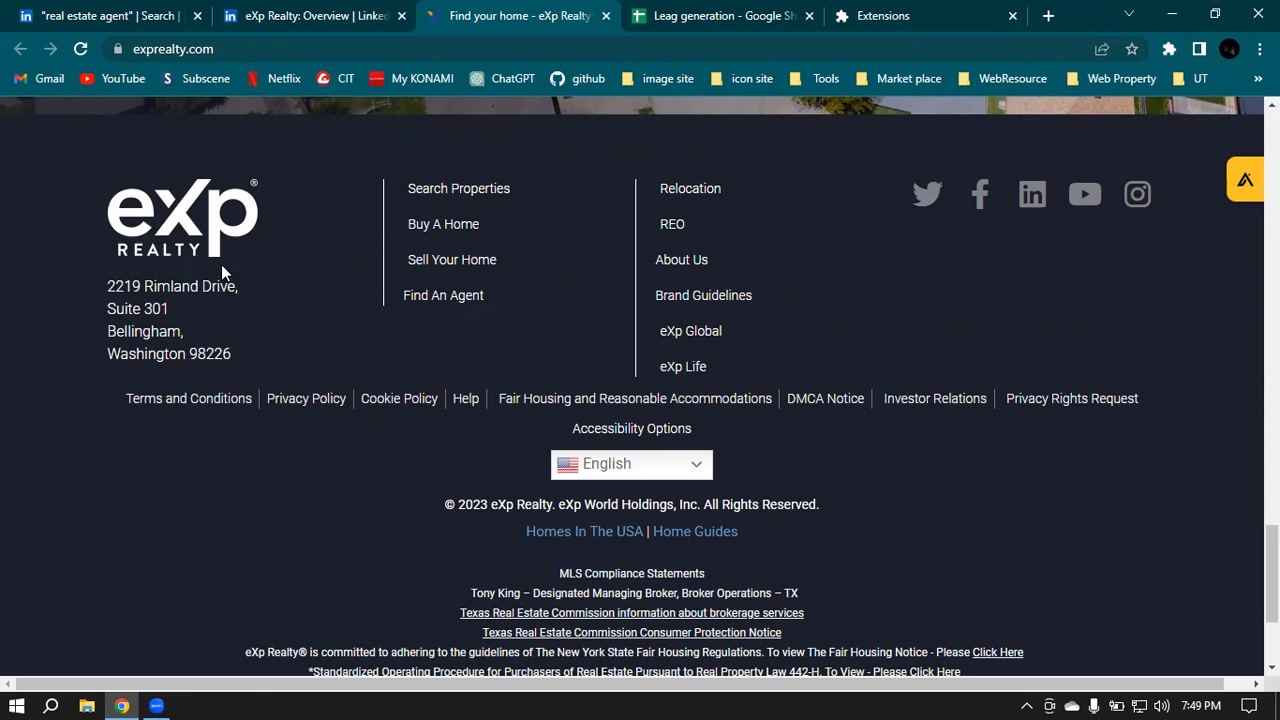 "real estate agent" | Search |
eXp Realty: Overview | Linked
Find your home - eXp Realty
Leag generation - Google Sh
Extensions
exprealty.com
Gmail
YouTube
Subscene
Netflix
CIT
My KONAMI
ChatGPT
github
image site
icon site
Tools
Market place
WebResource
Web Property
UT
eXp®
REALTY
2219 Rimland Drive,
Suite 301
Bellingham,
Washington 98226
Search Properties
Buy A Home
Sell Your Home
Find An Agent
Relocation
REO
About Us
Brand Guidelines
eXp Global
eXp Life
Terms and Conditions | Privacy Policy | Cookie Policy | Help | Fair Housing and Reasonable Accommodations | DMCA Notice | Investor Relations | Privacy Rights Request
Accessibility Options
English
© 2023 eXp Realty. eXp World Holdings, Inc. All Rights Reserved.
Homes In The USA | Home Guides
MLS Compliance Statements
Tony King – Designated Managing Broker, Broker Operations – TX
Texas Real Estate Commission information about brokerage services
Texas Real Estate Commission Consumer Protection Notice
eXp Realty® is committed to adhering to the guidelines of The New York State Fair Housing Regulations. To view The Fair Housing Notice - Please Click Here
*Standardized Operating Procedure for Purchasers of Real Estate Pursuant to Real Property Law 442-H. To View - Please Click Here
7:49 PM